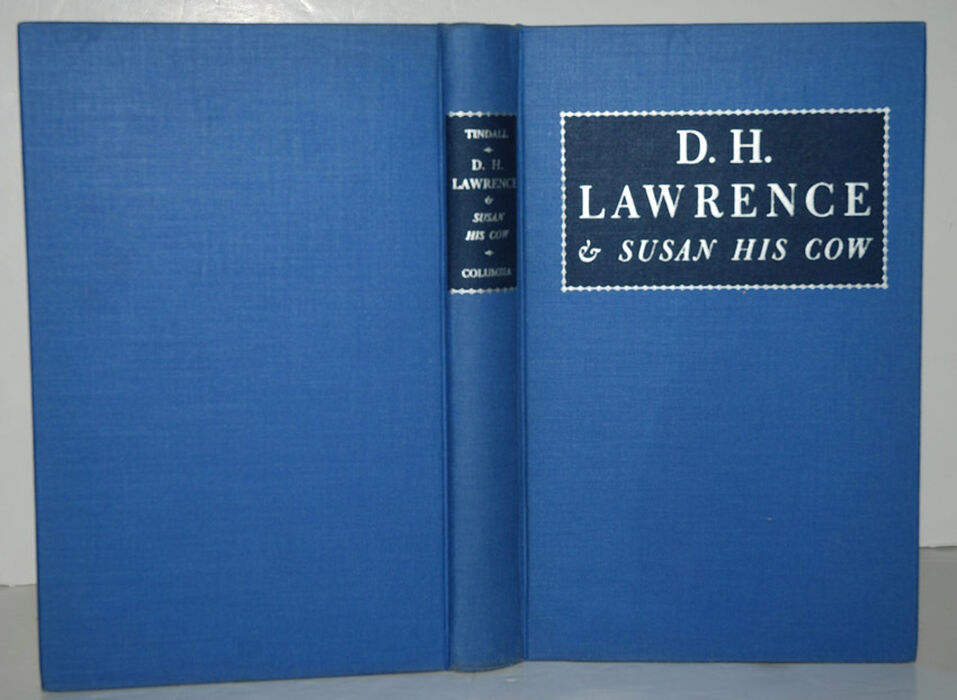 TINDALL
D. H.
LAWRENCE
&
SUSAN
HIS COW
COLUMBIA
D. H.
LAWRENCE
& SUSAN HIS COW